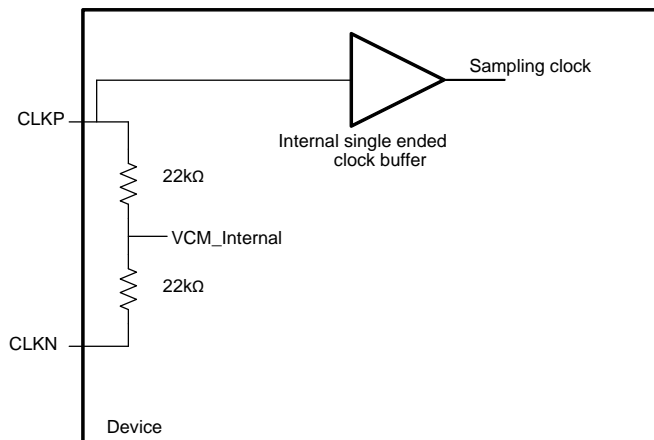 Sampling clock
CLKP
Internal single ended
clock buffer
22kΩ
VCM_Internal
22kΩ
CLKN
Device